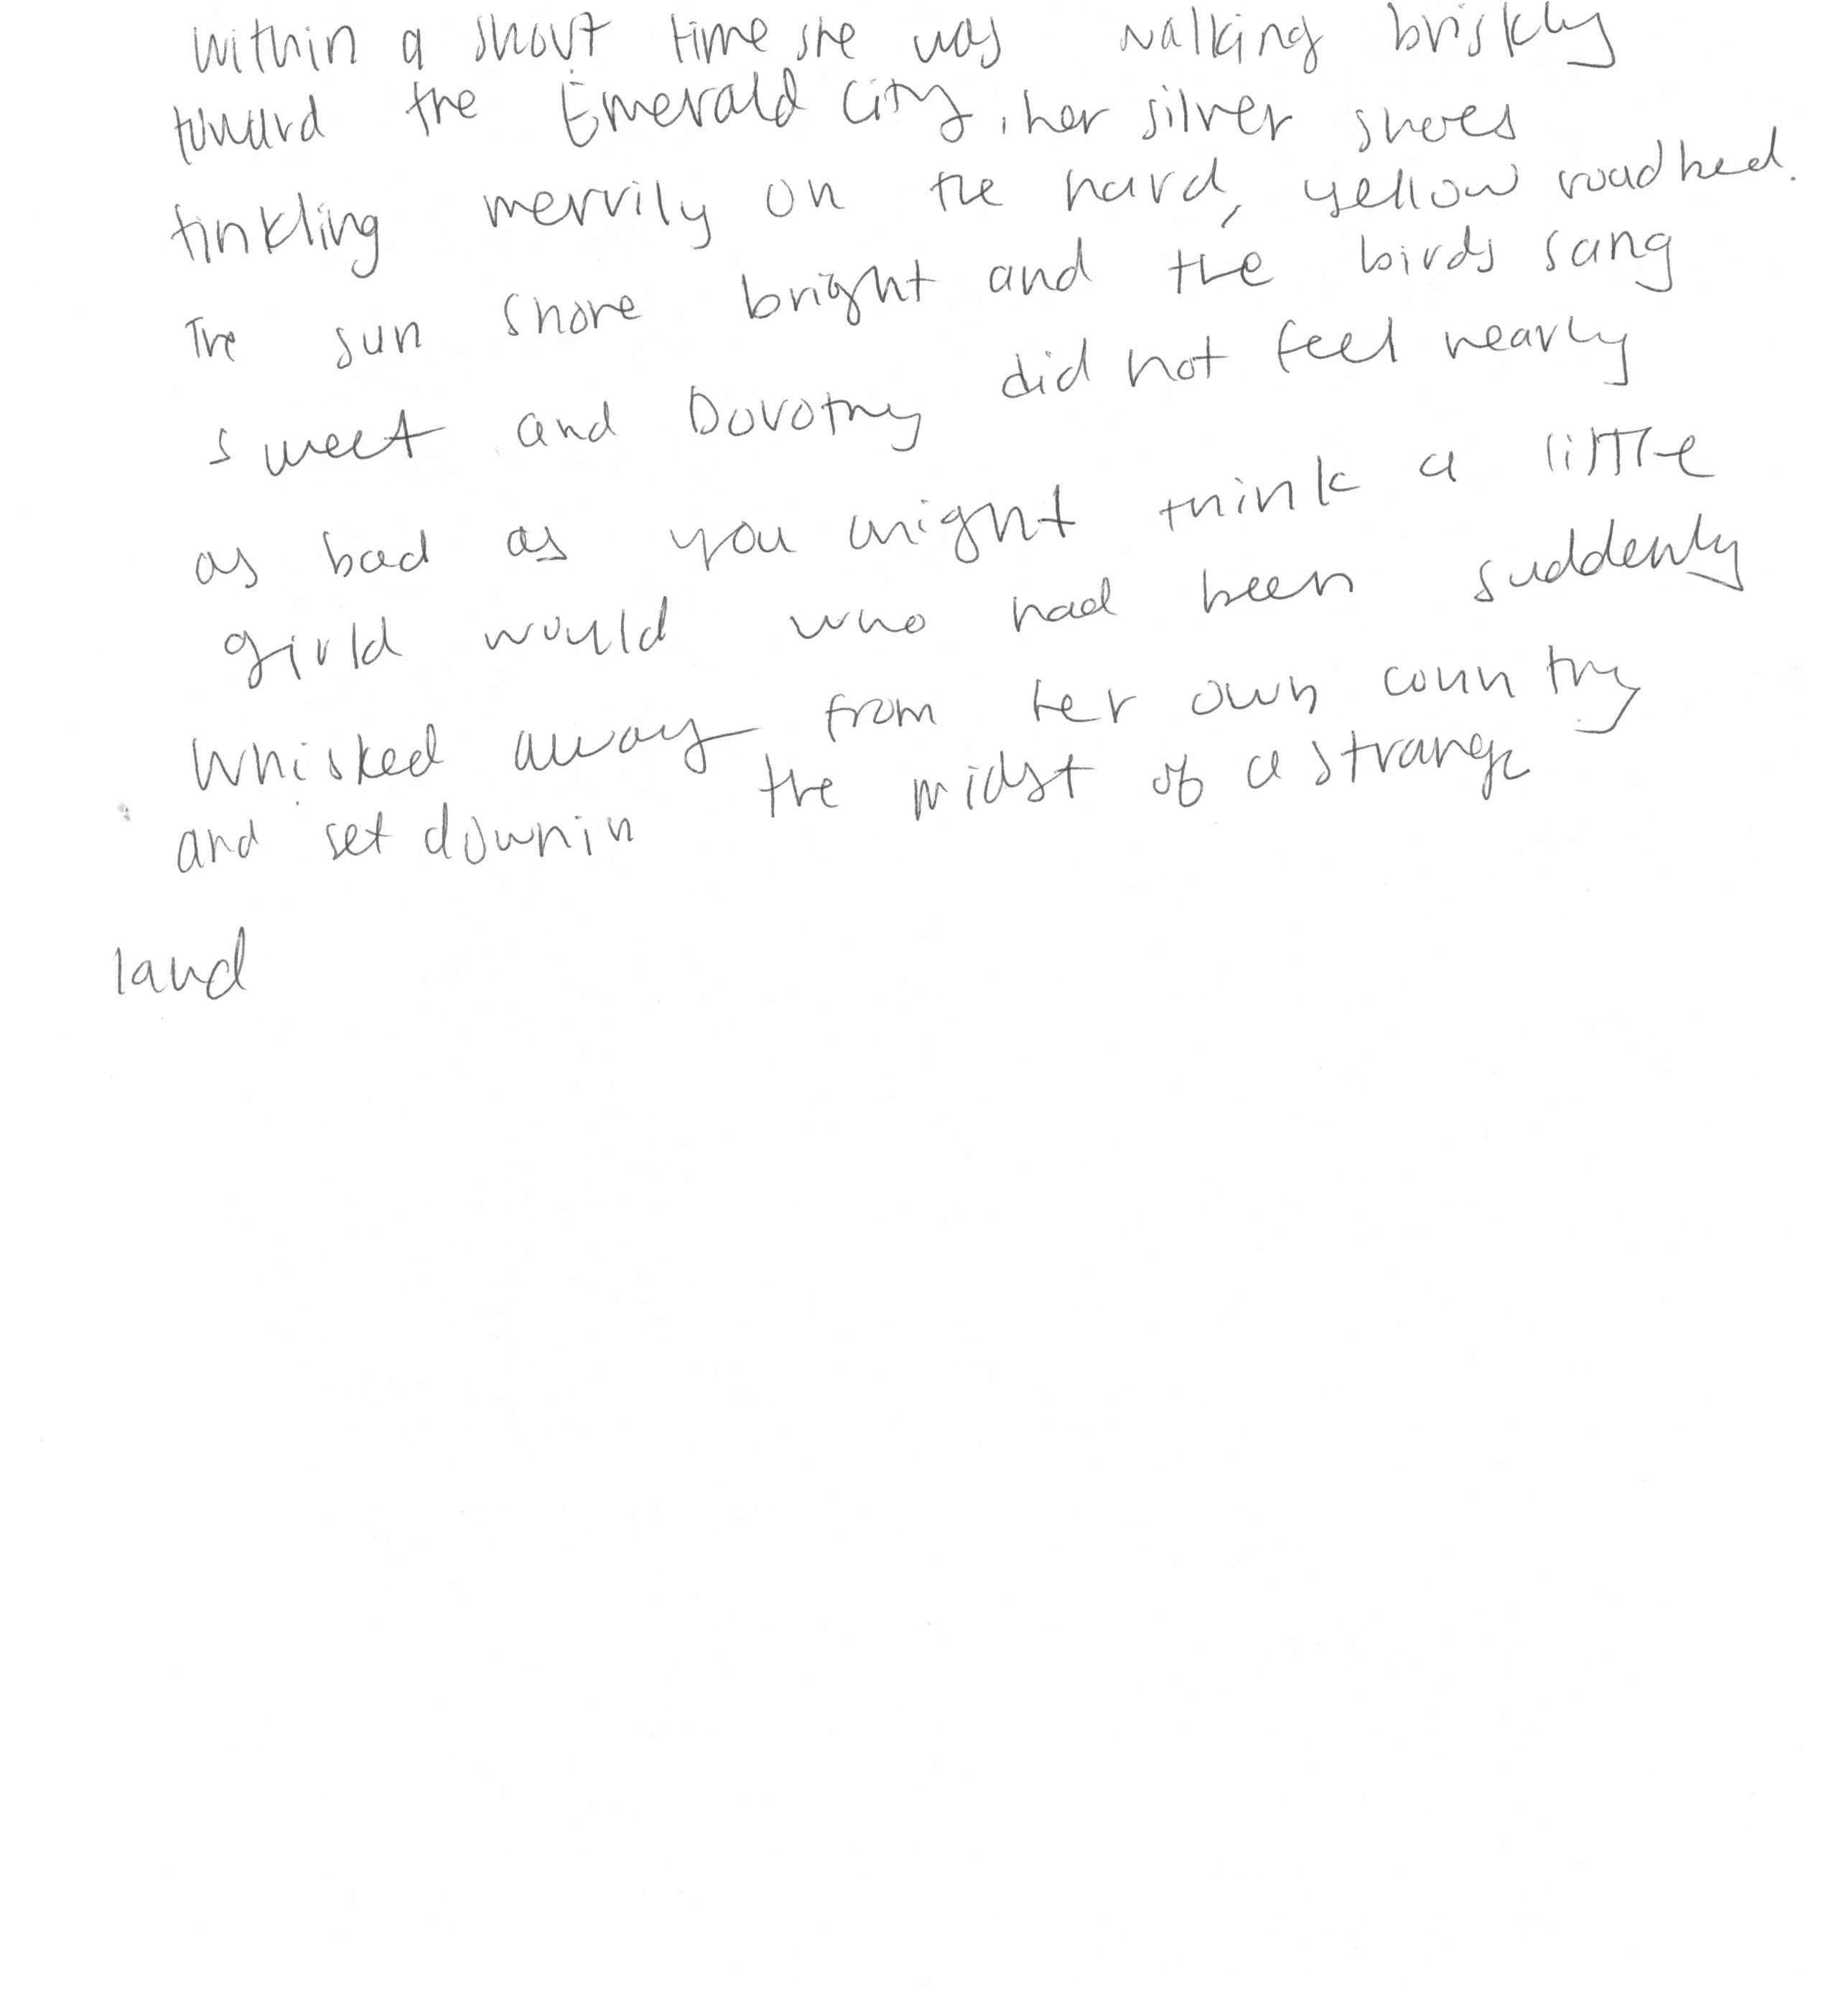 Within a short time she was walking briskly
toward the Emerald City, her silver shoes
tinkling merrily on the hard, yellow roadbed.
The sun shone bright and the birds sang
sweet and Dorothy did not feel nearly
as bad as you might think a little
girld would who had been suddenly
whisked away from her own country
and set down in the midst of a strange
land